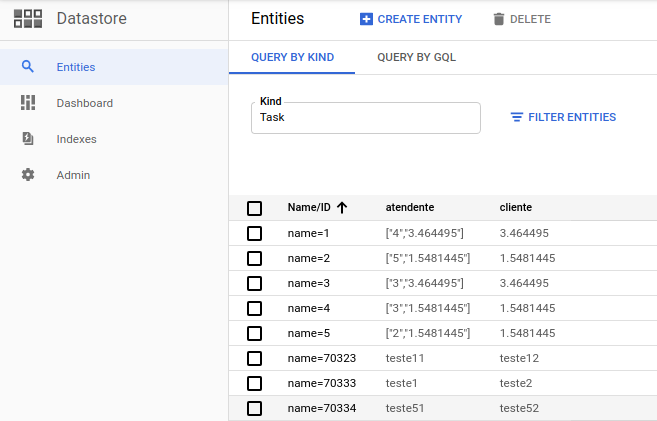 Datastore
Entities
CREATE ENTITY
DELETE
Entities
Dashboard
Indexes
Admin
QUERY BY KIND
QUERY BY GQL
Kind
Task
FILTER ENTITIES
Name/ID atendente cliente
name=1 ["4","3.464495"] 3.464495
name=2 ["5","1.5481445"] 1.5481445
name=3 ["3","3.464495"] 3.464495
name=4 ["3","1.5481445"] 1.5481445
name=5 ["2","1.5481445"] 1.5481445
name=70323 teste11 teste12
name=70333 teste1 teste2
name=70334 teste51 teste52